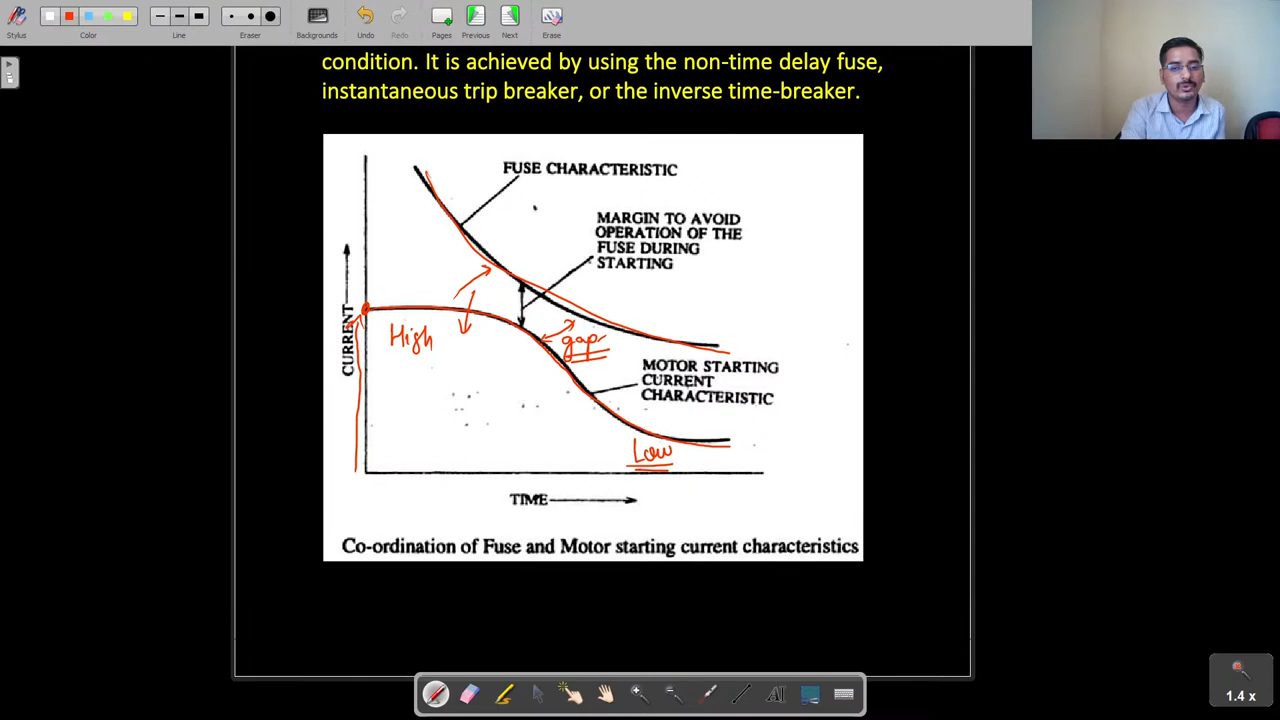 Stylus
Color
Line
Eraser
Backgrounds
Undo
Redo
Pages
Previous
Next
Erase
condition. It is achieved by using the non-time delay fuse,
instantaneous trip breaker, or the inverse time-breaker.
FUSE CHARACTERISTIC
MARGIN TO AVOID
OPERATION OF THE
FUSE DURING
STARTING
CURRENT
High
gap
MOTOR STARTING
CURRENT
CHARACTERISTIC
Low
TIME
Co-ordination of Fuse and Motor starting current characteristics
AI
1.4 x